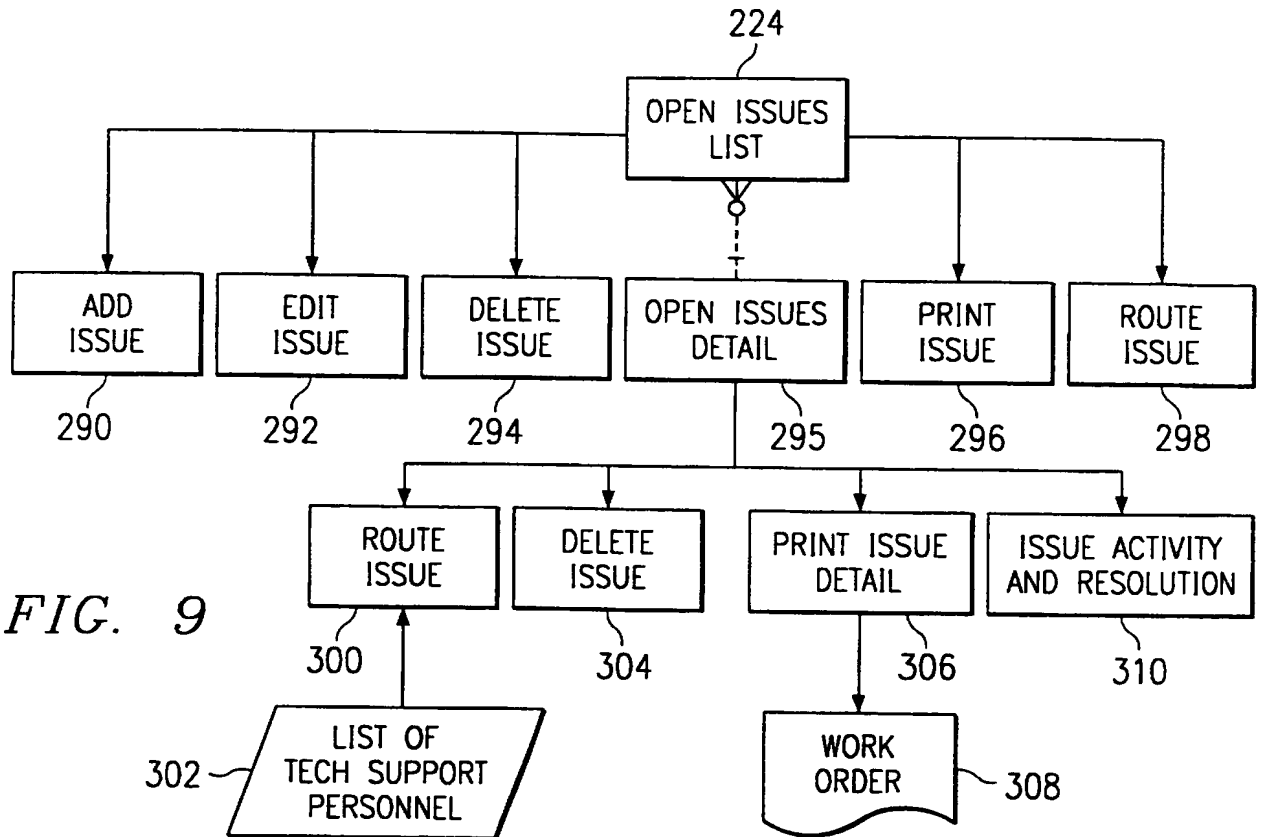 224
OPEN ISSUES
LIST
ADD
ISSUE
EDIT
ISSUE
DELETE
ISSUE
OPEN ISSUES
DETAIL
PRINT
ISSUE
ROUTE
ISSUE
290
292
294
295
296
298
ROUTE
ISSUE
DELETE
ISSUE
PRINT ISSUE
DETAIL
ISSUE ACTIVITY
AND RESOLUTION
FIG. 9
300
304
306
310
302
LIST OF
TECH SUPPORT
PERSONNEL
WORK
ORDER
308